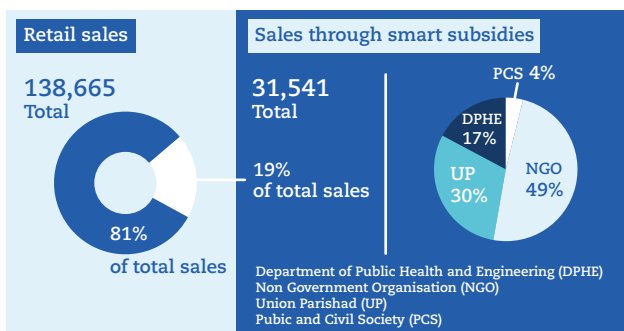 Retail sales
138,665
Total
81%
of total sales
Sales through smart subsidies
31,541
Total
19%
of total sales
PCS 4%
DPHE
17%
UP
30%
NGO
49%
Department of Public Health and Engineering (DPHE)
Non Government Organisation (NGO)
Union Parishad (UP)
Pubic and Civil Society (PCS)